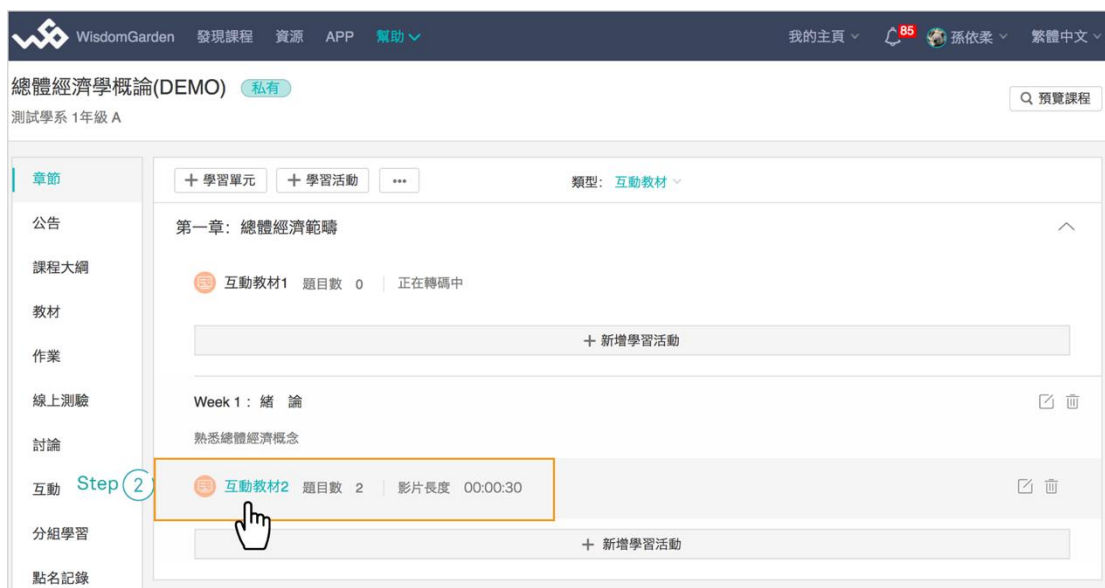 WisdomGarden 發現課程 資源 APP 幫助 我的主頁 85 孫依柔 繁體中文
總體經濟學概論(DEMO) 私有
預覽課程
測試學系 1年級 A
章節
公告
課程大綱
教材
作業
線上測驗
討論
互動
分組學習
點名記錄
+ 學習單元 + 學習活動 ••• 類型: 互動教材
第一章：總體經濟範疇
互動教材1 題目數 0 正在轉碼中
+ 新增學習活動
Week 1： 緒 論
熟悉總體經濟概念
Step 2
互動教材2 題目數 2 影片長度 00:00:30
+ 新增學習活動